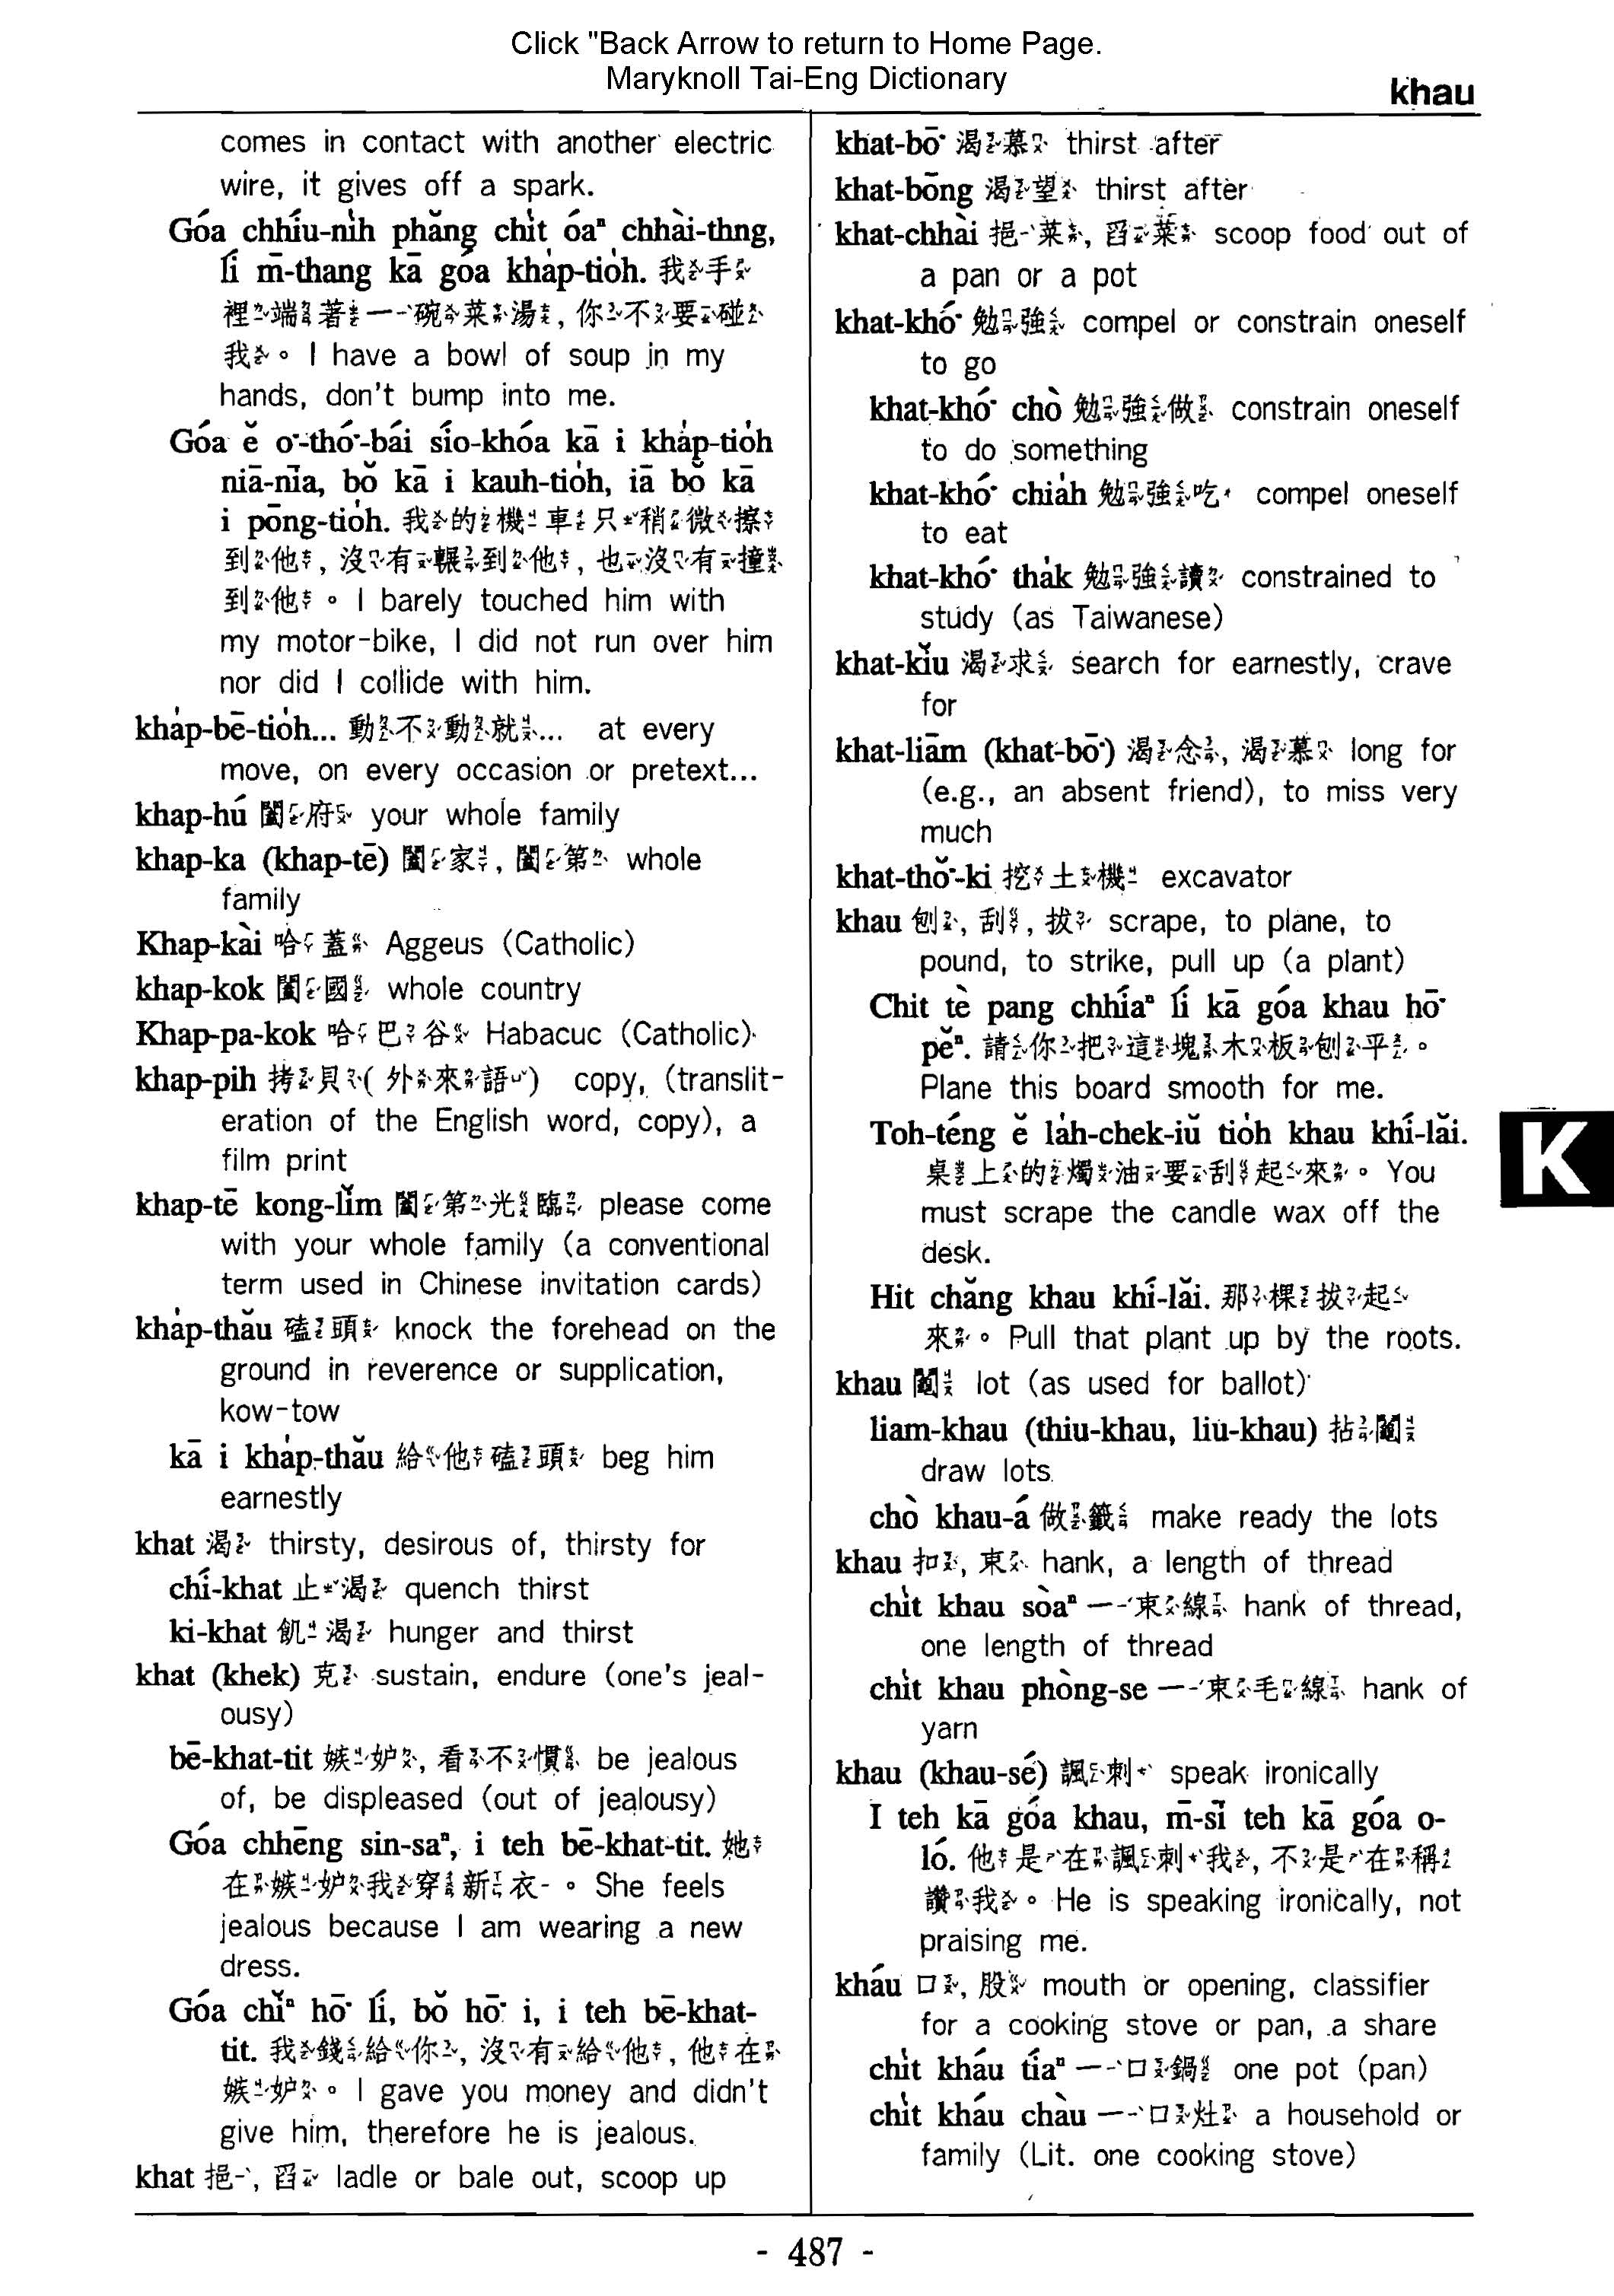 Click "Back Arrow to return to Home Page.
Maryknoll Tai-Eng Dictionary
khau
comes in contact with another electric
wire, it gives off a spark.
Góa chhíu-ni̍h phǎng chi̍t óaⁿ chhài-thng,
lí m̄-thang kā góa kha̍p-tio̍h. 我手
裡端著一碗菜湯, 你不要碰
我。 I have a bowl of soup in my
hands, don't bump into me.
Góa ĕ o·-thó·-bái sío-khóa kā i kha̍p-tio̍h
niā-nīa, bŏ kā i kauh-tio̍h, iā bŏ kā
i pōng-tio̍h. 我的機車只稍微擦
到他, 沒有輾到他, 也沒有撞
到他。 I barely touched him with
my motor-bike, I did not run over him
nor did I collide with him.
kha̍p-bē-tio̍h... 動不動就... at every
move, on every occasion or pretext...
khap-hú 闔府 your whole family
khap-ka (khap-tē) 闔家, 闔第 whole
family
Khap-kài 哈蓋 Aggeus (Catholic)
khap-kok 闔國 whole country
Khap-pa-kok 哈巴谷 Habacuc (Catholic)
khap-pih 拷貝(外來語) copy, (translit-
eration of the English word, copy), a
film print
khap-tē kong-lǐm 闔第光臨 please come
with your whole family (a conventional
term used in Chinese invitation cards)
kha̍p-thău 磕頭 knock the forehead on the
ground in reverence or supplication,
kow-tow
kā i kha̍p-thău 給他磕頭 beg him
earnestly
khat 渴 thirsty, desirous of, thirsty for
chí-khat 止渴 quench thirst
ki-khat 飢渴 hunger and thirst
khat (khek) 克 sustain, endure (one's jeal-
ousy)
bē-khat-tit 嫉妒, 看不慣 be jealous
of, be displeased (out of jealousy)
Góa chhēng sin-saⁿ, i teh bē-khat-tit. 她
在嫉妒我穿新衣。 She feels
jealous because I am wearing a new
dress.
Góa chǐⁿ hō· lí, bŏ hō· i, i teh bē-khat-
tit. 我錢給你, 沒有給他, 他在
嫉妒。 I gave you money and didn't
give him, therefore he is jealous.
khat 挹, 舀 ladle or bale out, scoop up
khat-bō· 渴慕 thirst after
khat-bōng 渴望 thirst after
khat-chhài 挹菜, 舀菜 scoop food out of
a pan or a pot
khat-khó· 勉強 compel or constrain oneself
to go
khat-khó· chò 勉強做 constrain oneself
to do something
khat-khó· chia̍h 勉強吃 compel oneself
to eat
khat-khó· tha̍k 勉強讀 constrained to
study (as Taiwanese)
khat-kǐu 渴求 search for earnestly, crave
for
khat-liām (khat-bō·) 渴念, 渴慕 long for
(e.g., an absent friend), to miss very
much
khat-thŏ·-ki 挖土機 excavator
khau 刨, 刮, 拔 scrape, to plane, to
pound, to strike, pull up (a plant)
Chit tè pang chhíaⁿ lí kā góa khau hō·
pĕⁿ. 請你把這塊木板刨平。
Plane this board smooth for me.
Toh-téng ĕ la̍h-chek-iŭ tio̍h khau khí-lăi.
桌上的燭油要刮起來。 You
must scrape the candle wax off the
desk.
Hit chăng khau khí-lăi. 那棵拔起
來。 Pull that plant up by the roots.
khau 鬮 lot (as used for ballot)
liam-khau (thiu-khau, liu-khau) 拈鬮
draw lots
chò khau-á 做籤 make ready the lots
khau 扣, 束 hank, a length of thread
chi̍t khau sòaⁿ 一束線 hank of thread,
one length of thread
chi̍t khau phòng-se 一束毛線 hank of
yarn
khau (khau-sé) 諷刺 speak ironically
I teh kā góa khau, m̄-sǐ teh kā góa o-
ló. 他是在諷刺我, 不是在稱
讚我。 He is speaking ironically, not
praising me.
kháu 口, 股 mouth or opening, classifier
for a cooking stove or pan, a share
chi̍t kháu tíaⁿ 一口鍋 one pot (pan)
chi̍t kháu chàu 一口灶 a household or
family (Lit. one cooking stove)
K
- 487 -